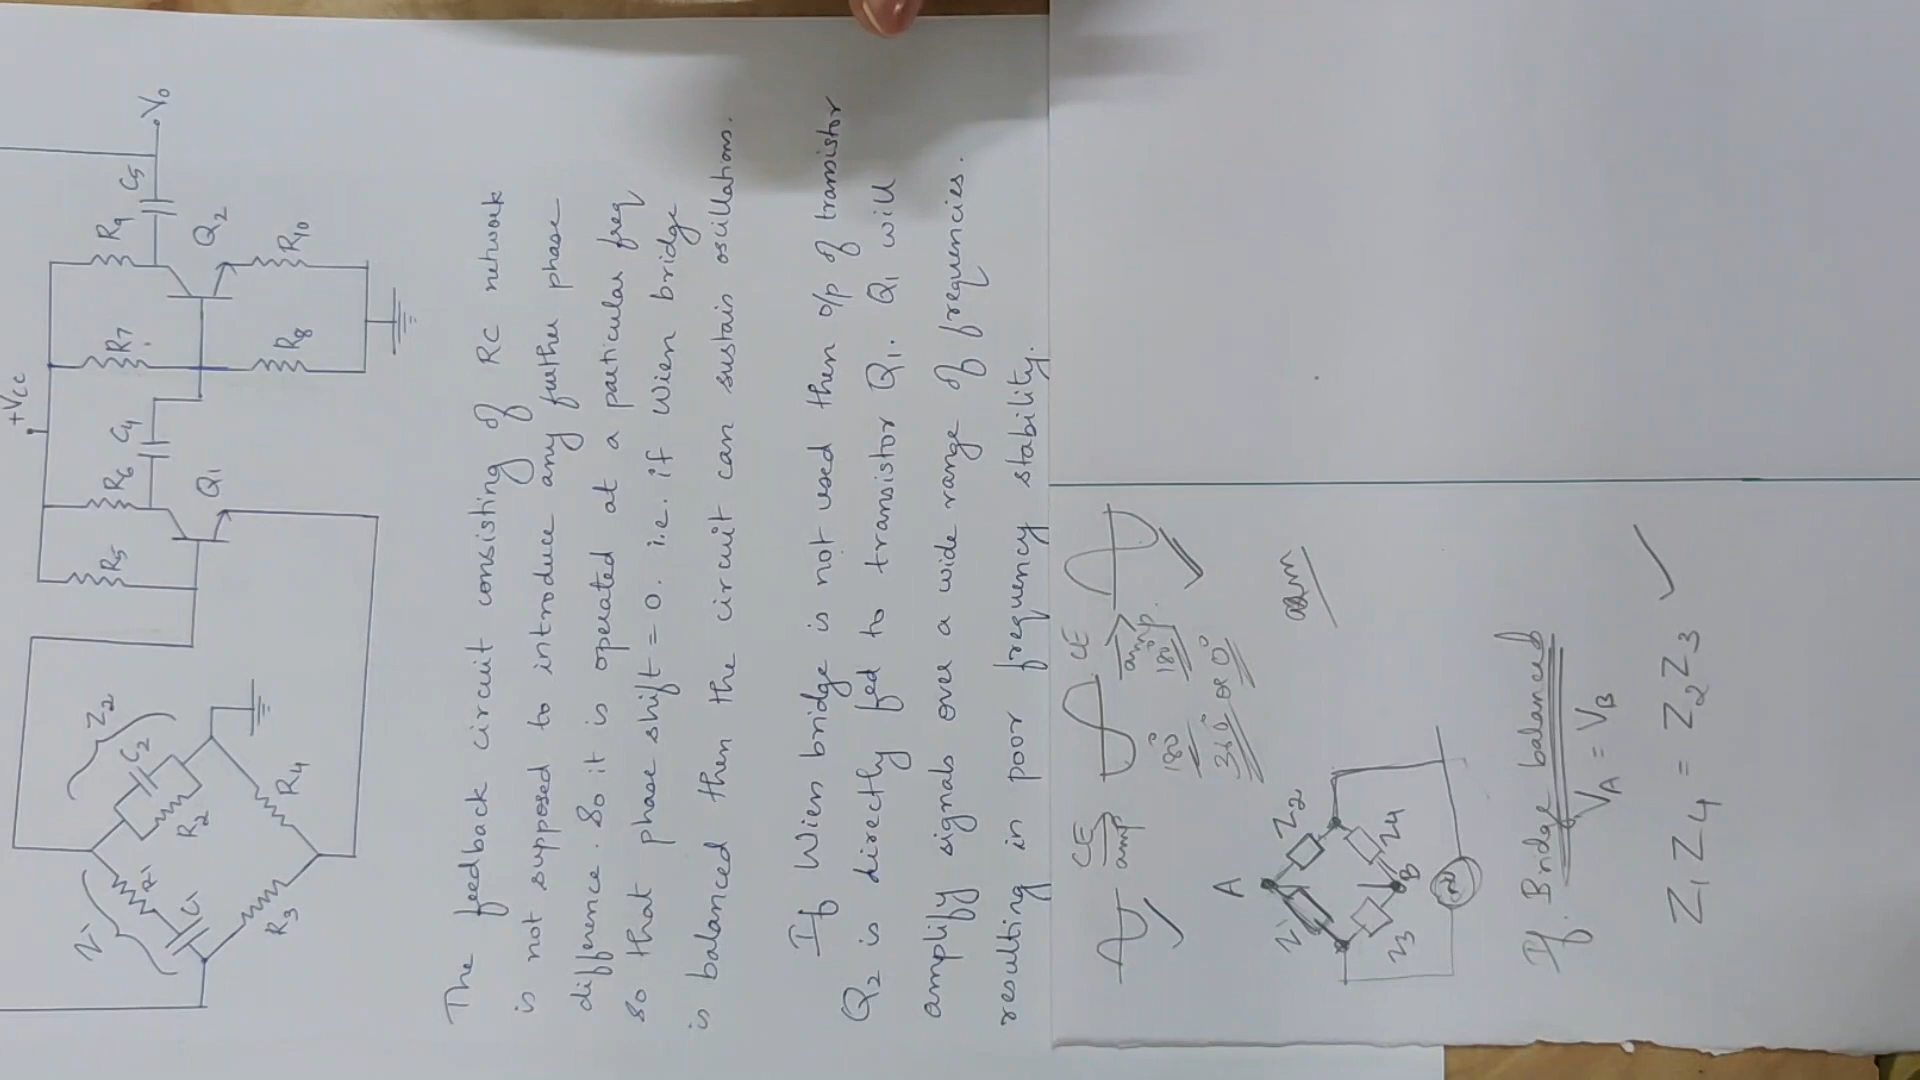 +Vcc
R5
R6
C4
R7
R9
C5
Vo
Q1
Q2
R8
R10
Z1
Z2
R1
C1
R2
C2
R3
R4
The feedback circuit consisting of RC network
is not supposed to introduce any further phase
difference. So it is operated at a particular freq
so that phase shift = 0. i.e. if Wien bridge
is balanced then the circuit can sustain oscillations.
If Wien bridge is not used then o/p of transistor
Q2 is directly fed to transistor Q1. Q1 will
amplify signals over a wide range of frequencies.
resulting in poor frequency stability.
CE
amp
CE
amp.
180°
180°
360° or 0°
A
Z1
Z2
Z3
Z4
B
If. Bridge balanced
VA = VB
Z1Z4 = Z2Z3